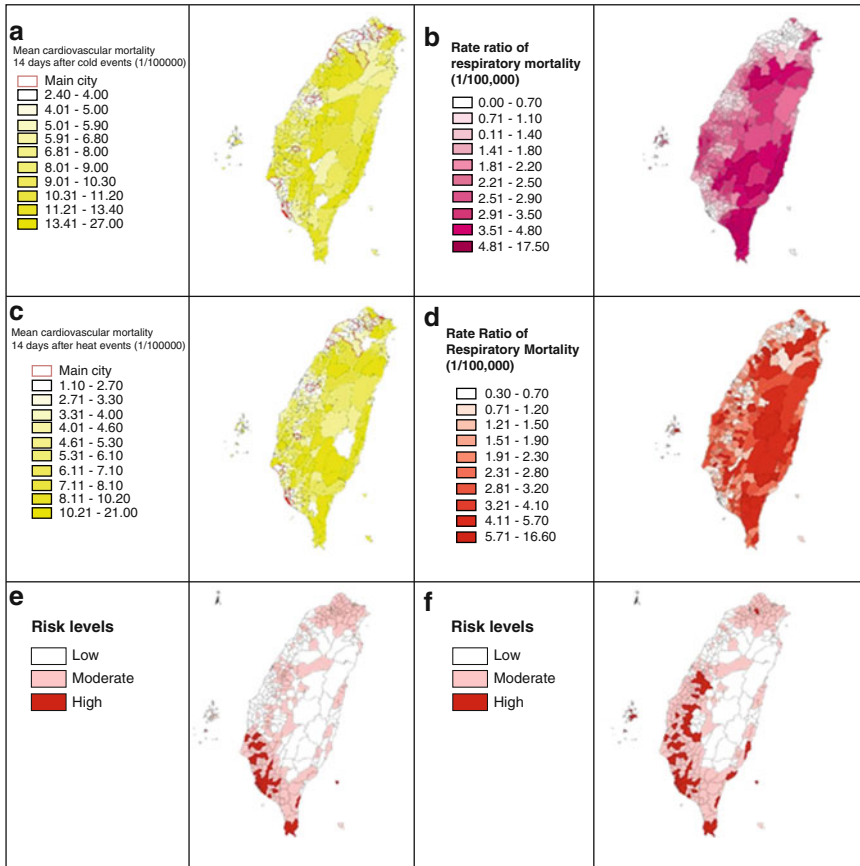 a
Mean cardiovascular mortality
14 days after cold events (1/100000)
Main city
2.40 - 4.00
4.01 - 5.00
5.01 - 5.90
5.91 - 6.80
6.81 - 8.00
8.01 - 9.00
9.01 - 10.30
10.31 - 11.20
11.21 - 13.40
13.41 - 27.00
b
Rate ratio of
respiratory mortality
(1/100,000)
0.00 - 0.70
0.71 - 1.10
0.11 - 1.40
1.41 - 1.80
1.81 - 2.20
2.21 - 2.50
2.51 - 2.90
2.91 - 3.50
3.51 - 4.80
4.81 - 17.50
c
Mean cardiovascular mortality
14 days after heat events (1/100000)
Main city
1.10 - 2.70
2.71 - 3.30
3.31 - 4.00
4.01 - 4.60
4.61 - 5.30
5.31 - 6.10
6.11 - 7.10
7.11 - 8.10
8.11 - 10.20
10.21 - 21.00
d
Rate Ratio of
Respiratory Mortality
(1/100,000)
0.30 - 0.70
0.71 - 1.20
1.21 - 1.50
1.51 - 1.90
1.91 - 2.30
2.31 - 2.80
2.81 - 3.20
3.21 - 4.10
4.11 - 5.70
5.71 - 16.60
e
Risk levels
Low
Moderate
High
f
Risk levels
Low
Moderate
High